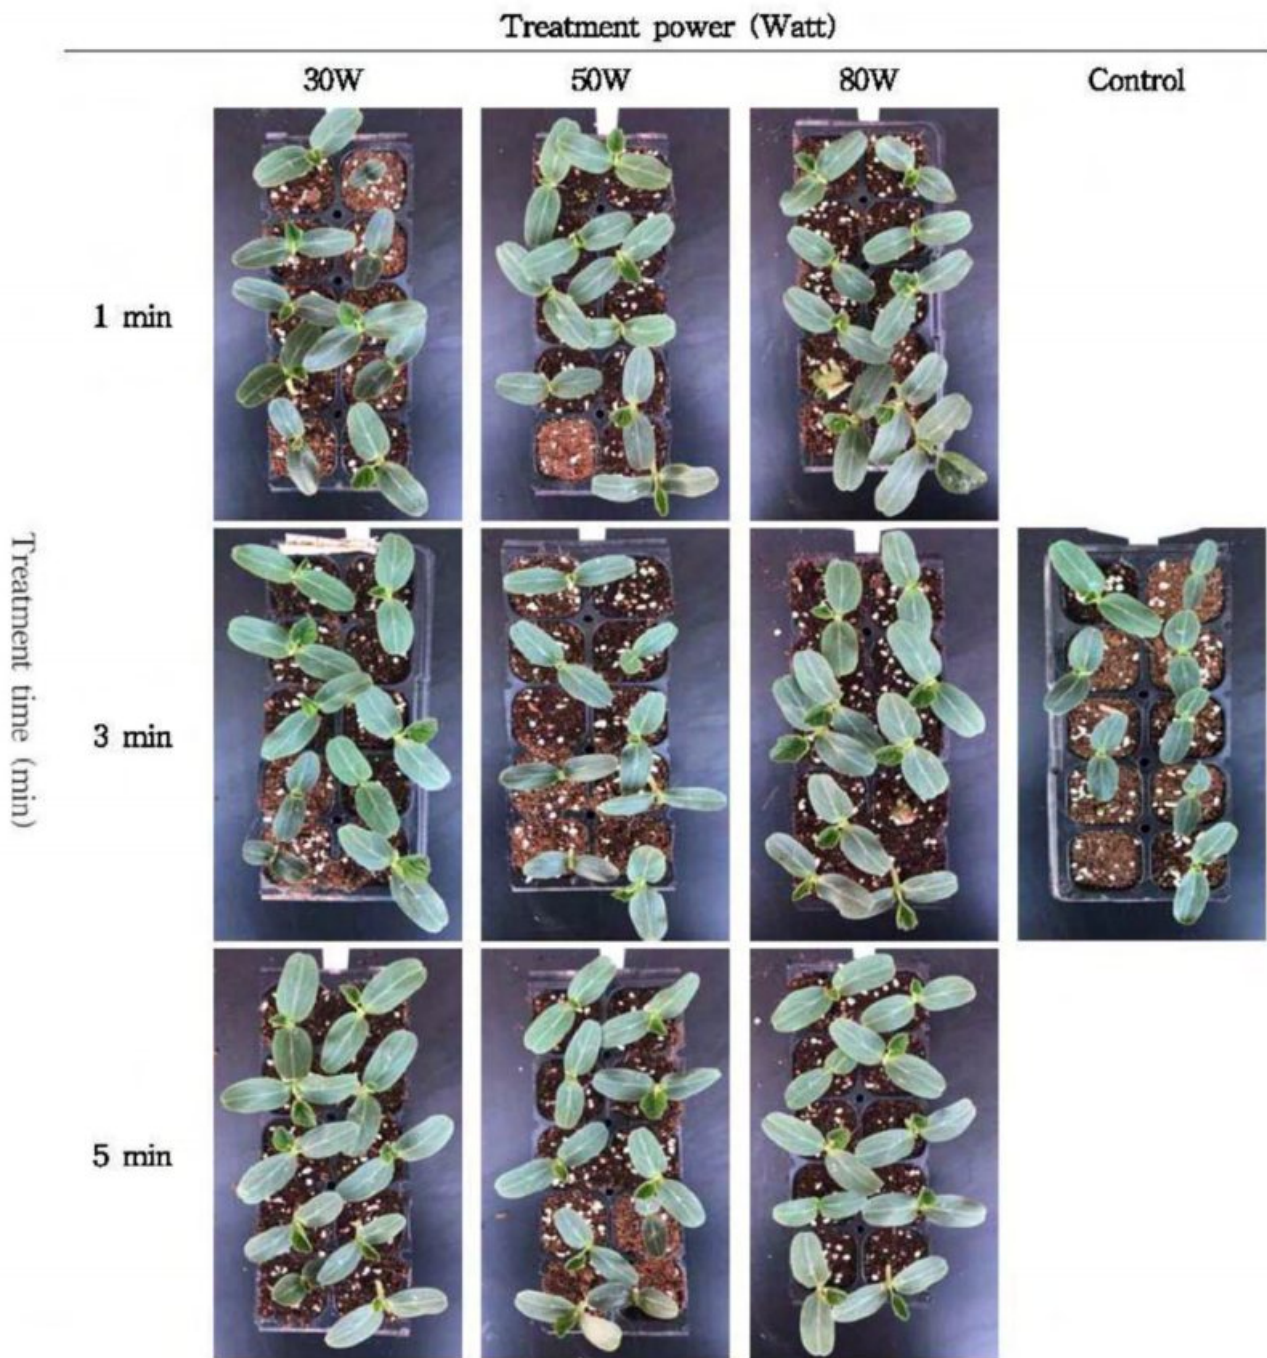 Treatment power (Watt)
30W 50W 80W Control
1 min
Treatment time (min)
3 min
5 min